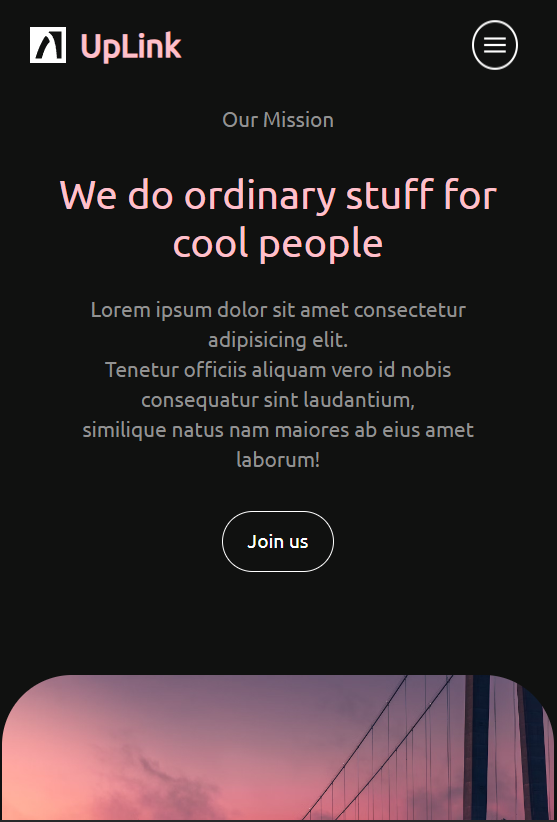 UpLink
Our Mission
We do ordinary stuff for
cool people
Lorem ipsum dolor sit amet consectetur
adipisicing elit.
Tenetur officiis aliquam vero id nobis
consequatur sint laudantium,
similique natus nam maiores ab eius amet
laborum!
Join us